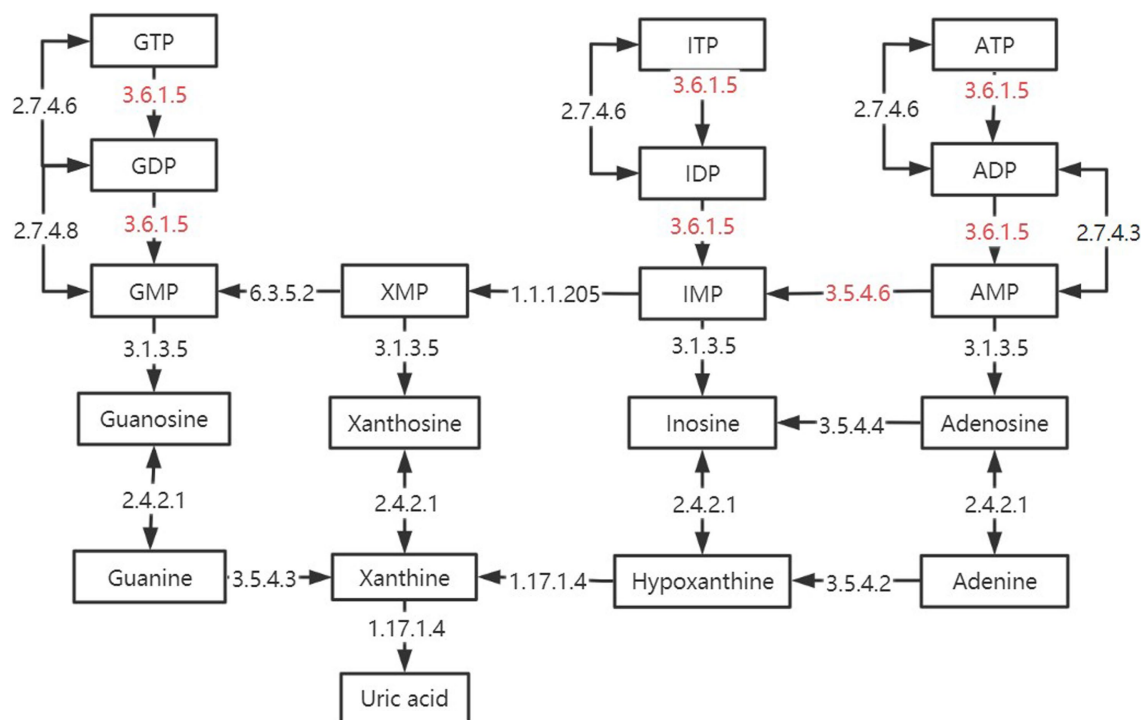 GTP
ITP
ATP
2.7.4.6
3.6.1.5
2.7.4.6
3.6.1.5
2.7.4.6
3.6.1.5
GDP
IDP
ADP
2.7.4.8
3.6.1.5
3.6.1.5
3.6.1.5
2.7.4.3
GMP
6.3.5.2
XMP
1.1.1.205
IMP
3.5.4.6
AMP
3.1.3.5
3.1.3.5
3.1.3.5
3.1.3.5
Guanosine
Xanthosine
Inosine
3.5.4.4
Adenosine
2.4.2.1
2.4.2.1
2.4.2.1
2.4.2.1
Guanine
3.5.4.3
Xanthine
1.17.1.4
Hypoxanthine
3.5.4.2
Adenine
1.17.1.4
Uric acid